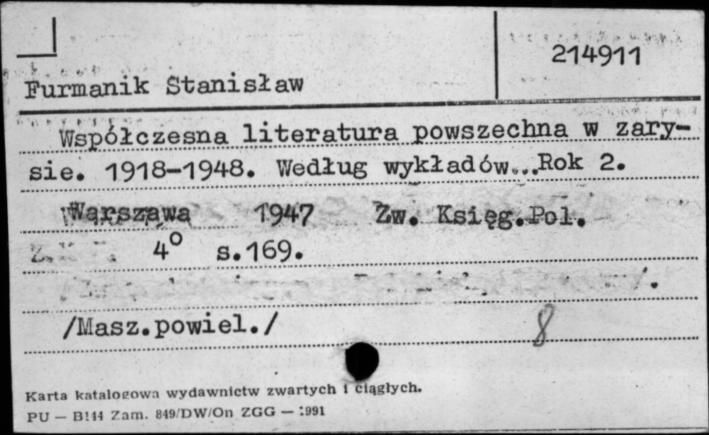 214911
Furmanik Stanisław
Współczesna literatura powszechna w zary-
sie. 1918-1948. Według wykładów...Rok 2.
Warszawa 1947 Zw. Księg.Pol.
4° s.169.
/Masz.powiel./
8
Karta katalogowa wydawnictw zwartych i ciągłych.
PU — B144 Zam. 849/DW/On ZGG — 1991